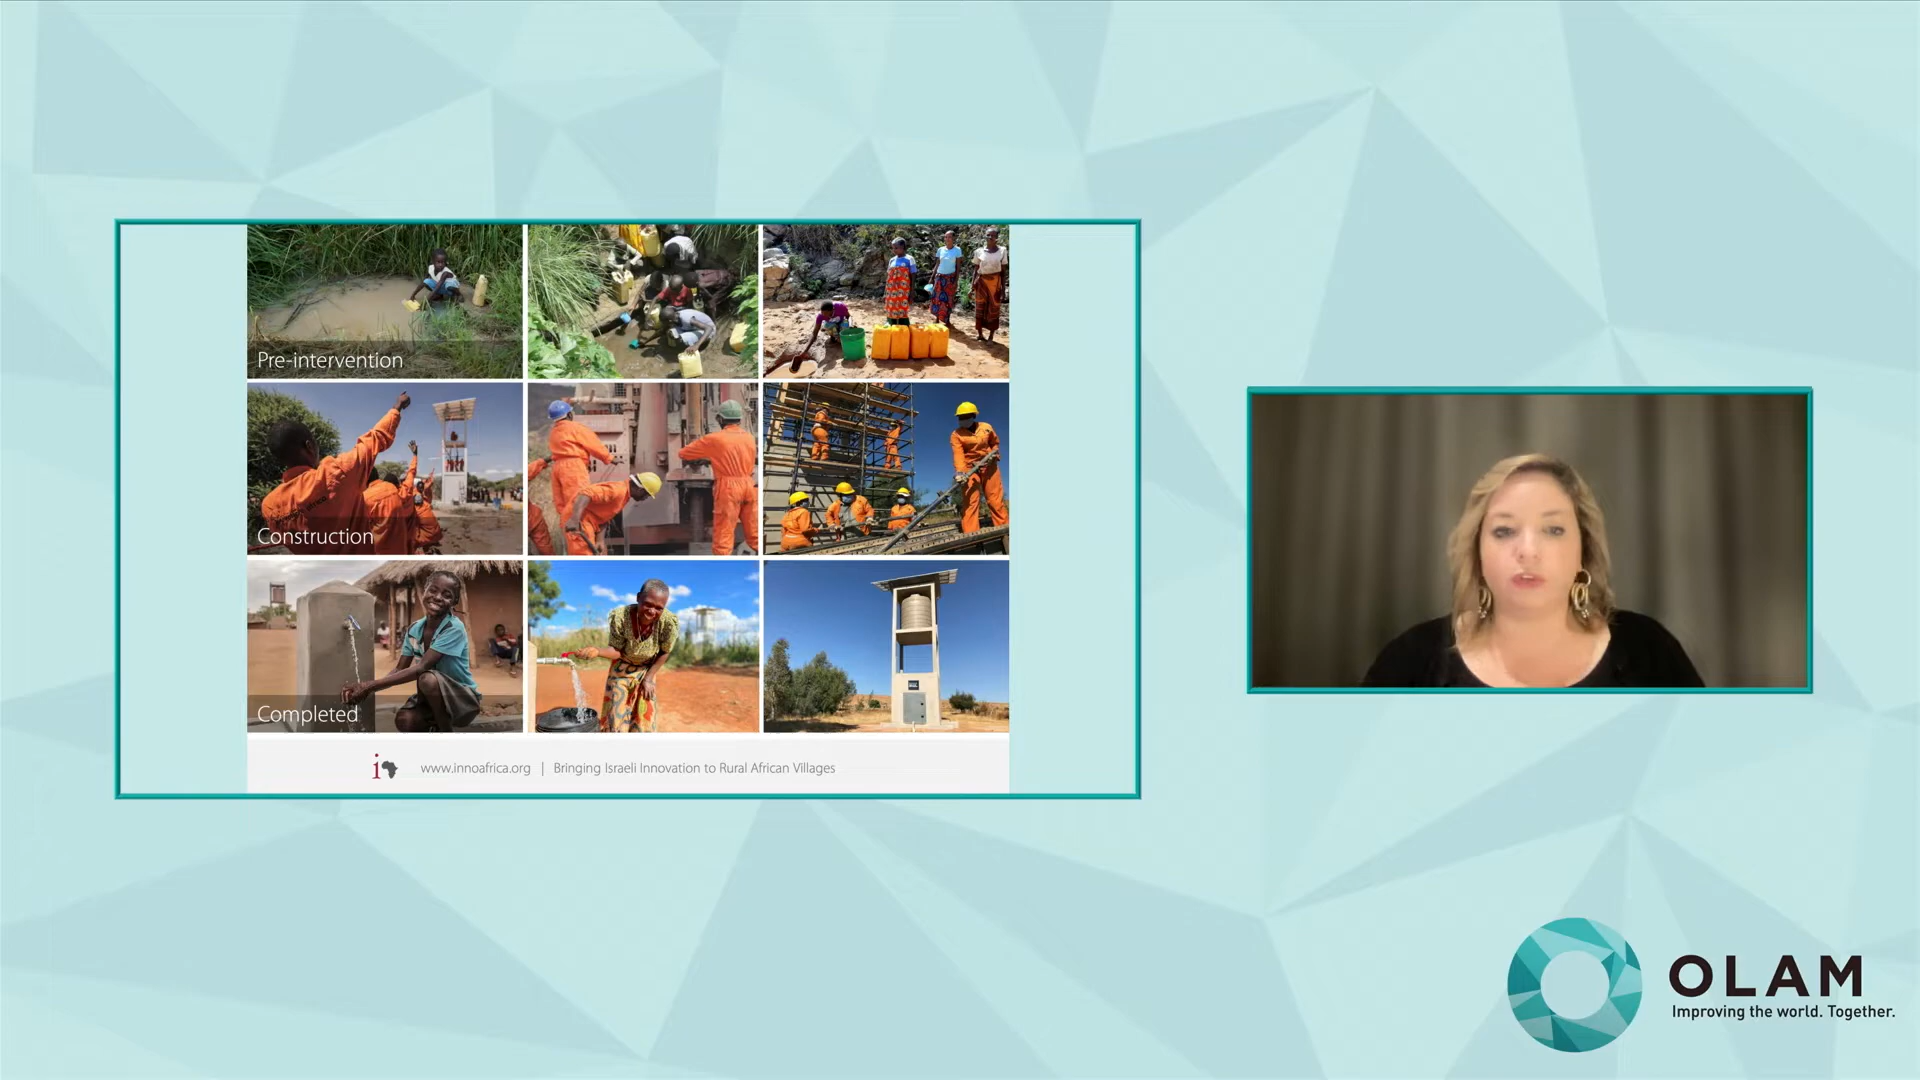 Pre-intervention
Construction
Completed
www.innoafrica.org | Bringing Israeli Innovation to Rural African Villages
OLAM
Improving the world. Together.